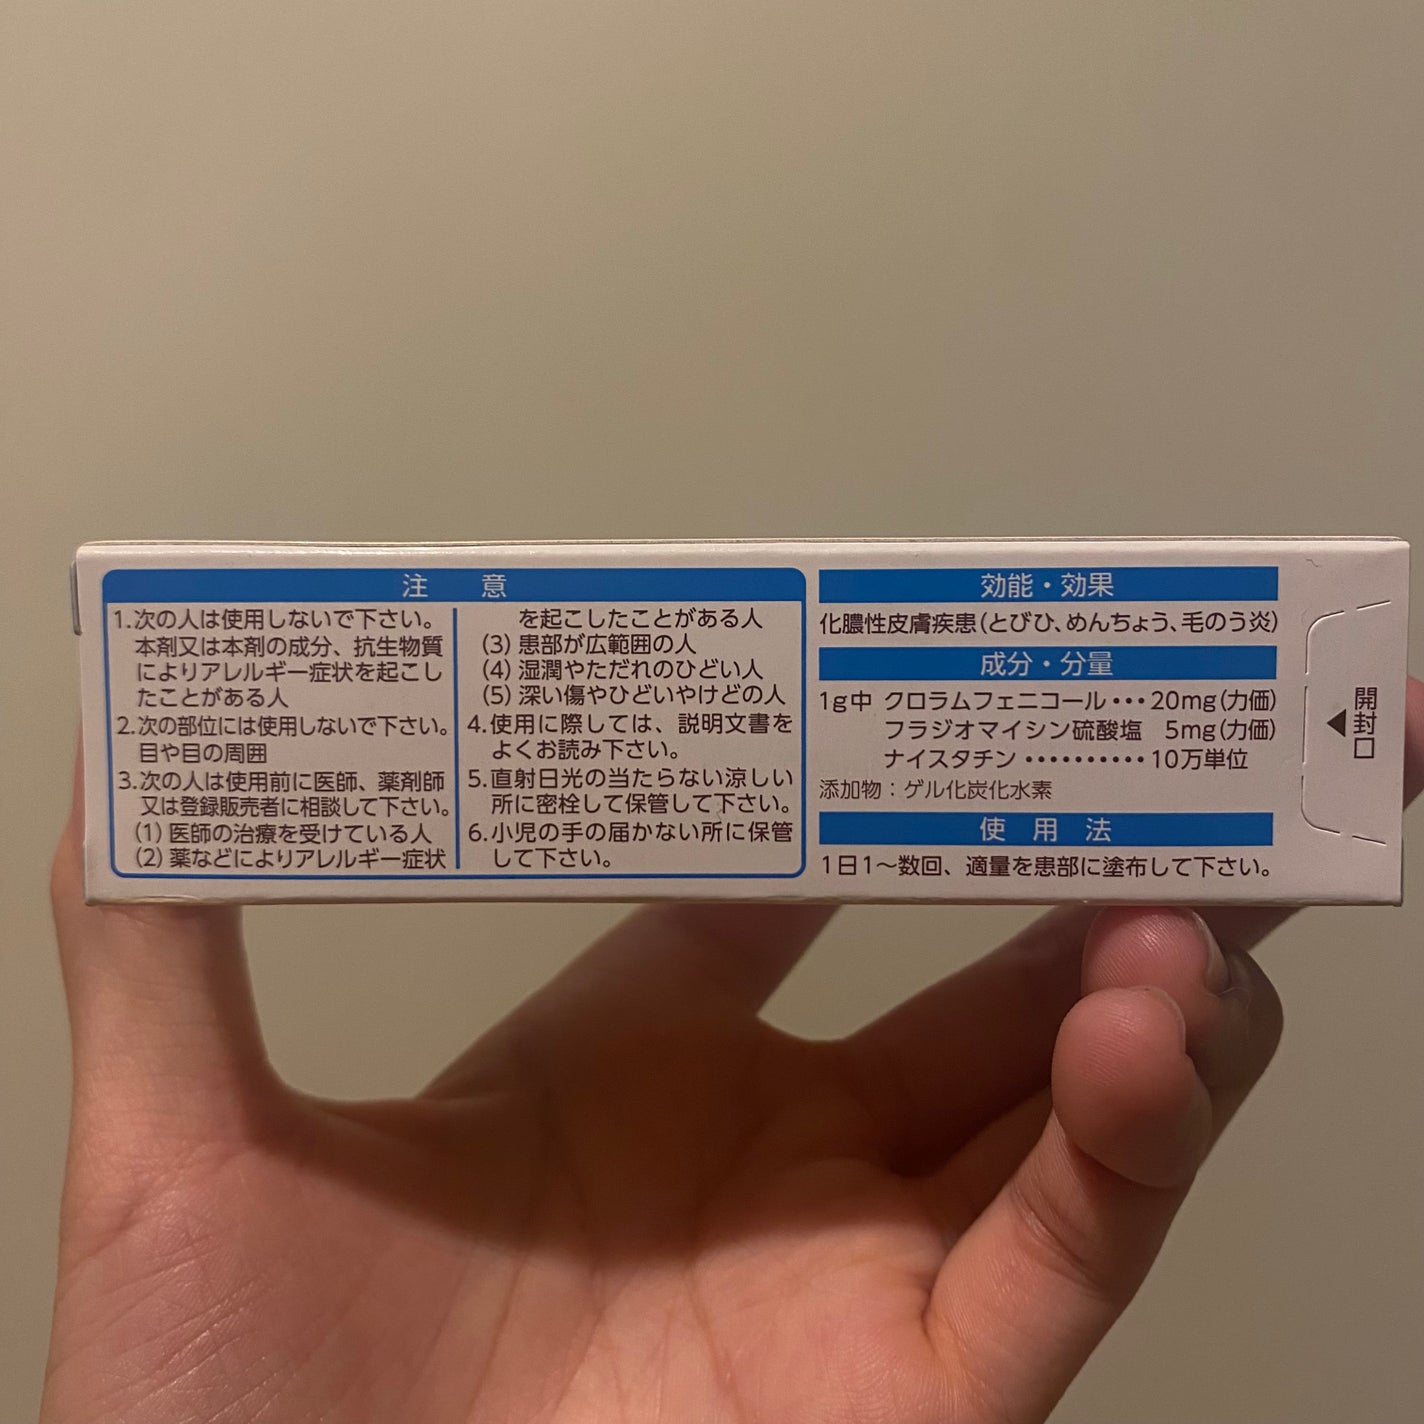 注 意
1.次の人は使用しないで下さい。
本剤又は本剤の成分、抗生物質
によりアレルギー症状を起こし
たことがある人
2.次の部位には使用しないで下さい。
目や目の周囲
3.次の人は使用前に医師、薬剤師
又は登録販売者に相談して下さい。
(1) 医師の治療を受けている人
(2) 薬などによりアレルギー症状
を起こしたことがある人
(3) 患部が広範囲の人
(4) 湿潤やただれのひどい人
(5) 深い傷やひどいやけどの人
4.使用に際しては、説明文書を
よくお読み下さい。
5.直射日光の当たらない涼しい
所に密栓して保管して下さい。
6.小児の手の届かない所に保管
して下さい。
効能・効果
化膿性皮膚疾患(とびひ、めんちょう、毛のう炎)
成分・分量
1g中 クロラムフェニコール・・・20mg(力価)
フラジオマイシン硫酸塩 5mg(力価)
ナイスタチン・・・・・・・・・・10万単位
添加物：ゲル化炭化水素
使 用 法
1日1〜数回、適量を患部に塗布して下さい。
◀開封口